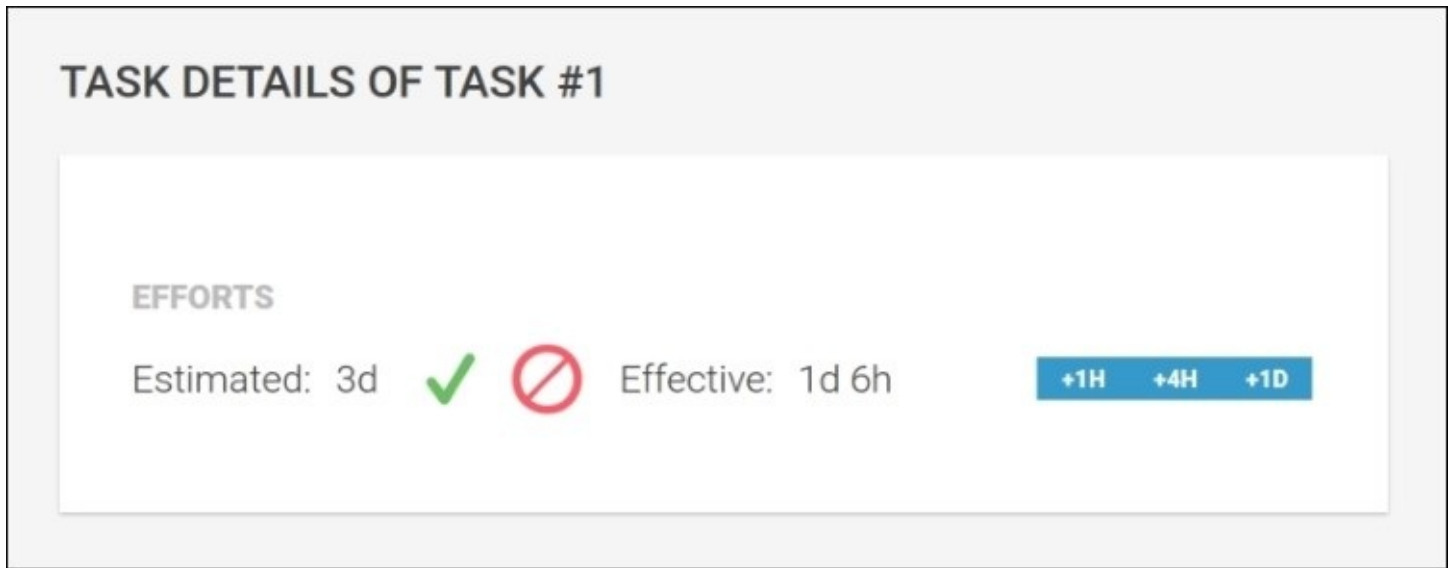 TASK DETAILS OF TASK #1
EFFORTS
Estimated: 3d Effective: 1d 6h +1H +4H +1D